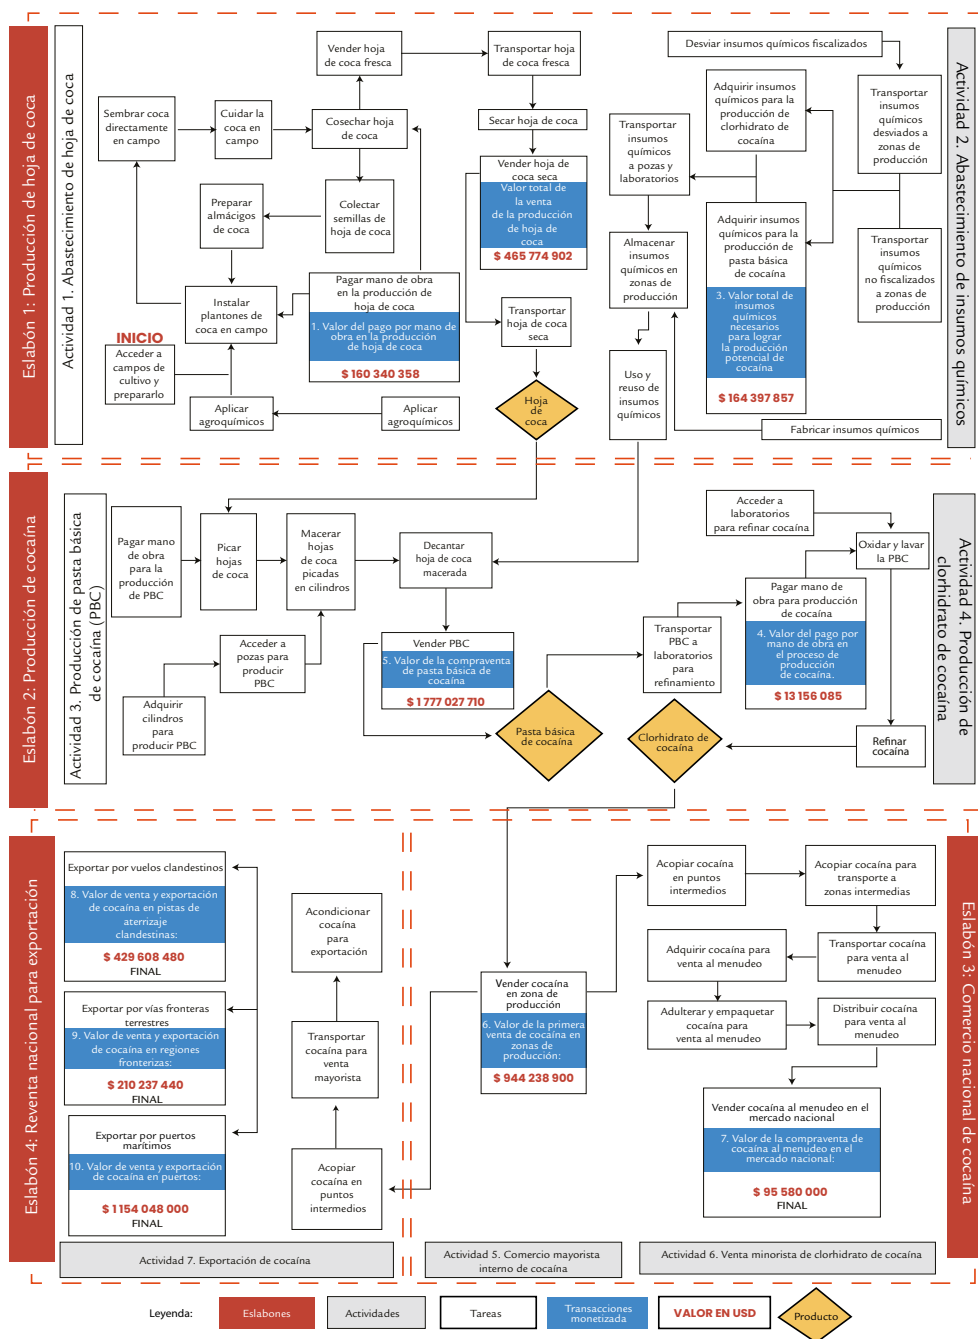 Eslabón 1: Producción de hoja de coca
Actividad 1. Abastecimiento de hoja de coca
Vender hoja
de coca fresca
Transportar hoja
de coca fresca
Sembrar coca
directamente
en campo
Cuidar la
coca en
campo
Cosechar hoja
de coca
Secar hoja de coca
Vender hoja de
coca seca
Valor total de
la venta
de la producción
de hoja de
coca
$ 465 774 902
Preparar
almácigos
de coca
Colectar
semillas de
hoja de coca
Instalar
plantones de
coca en campo
Pagar mano de obra
en la producción de
hoja de coca
1. Valor del pago por mano de
obra en la producción
de hoja de coca
$ 160 340 358
Transportar
hoja de coca
seca
INICIO
Acceder a
campos de
cultivo y
prepararlo
Aplicar
agroquímicos
Aplicar
agroquímicos
Hoja
de
coca
Desviar insumos químicos fiscalizados
Adquirir insumos
químicos para la
producción de
clorhidrato de
cocaína
Transportar
insumos
químicos
desviados a
zonas de
producción
Transportar
insumos
químicos
a pozas y
laboratorios
Adquirir insumos
químicos para la
producción de
pasta básica
de cocaína
3. Valor total de
insumos
químicos
necesarios
para lograr
la producción
potencial de
cocaína
$ 164 397 857
Transportar
insumos
químicos
no fiscalizados
a zonas de
producción
Almacenar
insumos
químicos en
zonas de
producción
Uso y
reuso de
insumos
químicos
Fabricar insumos químicos
Actividad 2. Abastecimiento de insumos químicos
Eslabón 2: Producción de cocaína
Actividad 3. Producción de pasta básica
de cocaína (PBC)
Pagar mano
de obra
para la
producción
de PBC
Picar
hojas
de coca
Macerar
hojas
de coca
picadas
en cilindros
Decantar
hoja de coca
macerada
Acceder a
pozas para
producir
PBC
Adquirir
cilindros
para
producir PBC
Vender PBC
5. Valor de la compraventa
de pasta básica de
cocaína
$ 1 777 027 710
Pasta básica
de cocaína
Acceder a
laboratorios
para refinar cocaína
Oxidar y lavar
la PBC
Pagar mano de
obra para producción
de cocaína
4. Valor del pago por
mano de obra en
el proceso de
producción
de cocaína.
$ 13 156 085
Transportar
PBC a
laboratorios
para
refinamiento
Clorhidrato de
cocaína
Refinar
cocaína
Actividad 4. Producción de
clorhidrato de cocaína
Eslabón 4: Reventa nacional para exportación
Exportar por vuelos clandestinos
8. Valor de venta y exportación
de cocaína en pistas de
aterrizaje
clandestinas:
$ 429 608 480
FINAL
Exportar por vías fronteras
terrestres
9. Valor de venta y exportación
de cocaína en regiones
fronterizas:
$ 210 237 440
FINAL
Exportar por puertos
marítimos
10. Valor de venta y exportación
de cocaína en puertos:
$ 1 154 048 000
FINAL
Acondicionar
cocaína
para
exportación
Transportar
cocaína para
venta
mayorista
Acopiar
cocaína en
puntos
intermedios
Actividad 7. Exportación de cocaína
Vender cocaína
en zona de
producción
6. Valor de la primera
venta de cocaína en
zonas de
producción:
$ 944 238 900
Actividad 5. Comercio mayorista
interno de cocaína
Acopiar cocaína
en puntos
intermedios
Acopiar cocaína para
transporte a
zonas intermedias
Adquirir cocaína para
venta al menudeo
Transportar cocaína
para venta al
menudeo
Adulterar y empaquetar
cocaína para
venta al menudeo
Distribuir cocaína
para venta al
menudeo
Vender cocaína al menudeo en el
mercado nacional
7. Valor de la compraventa de
cocaína al menudeo en el
mercado nacional:
$ 95 580 000
FINAL
Actividad 6. Venta minorista de clorhidrato de cocaína
Eslabón 3: Comercio nacional de cocaína
Leyenda:
Eslabones
Actividades
Tareas
Transacciones
monetizada
VALOR EN USD
Producto